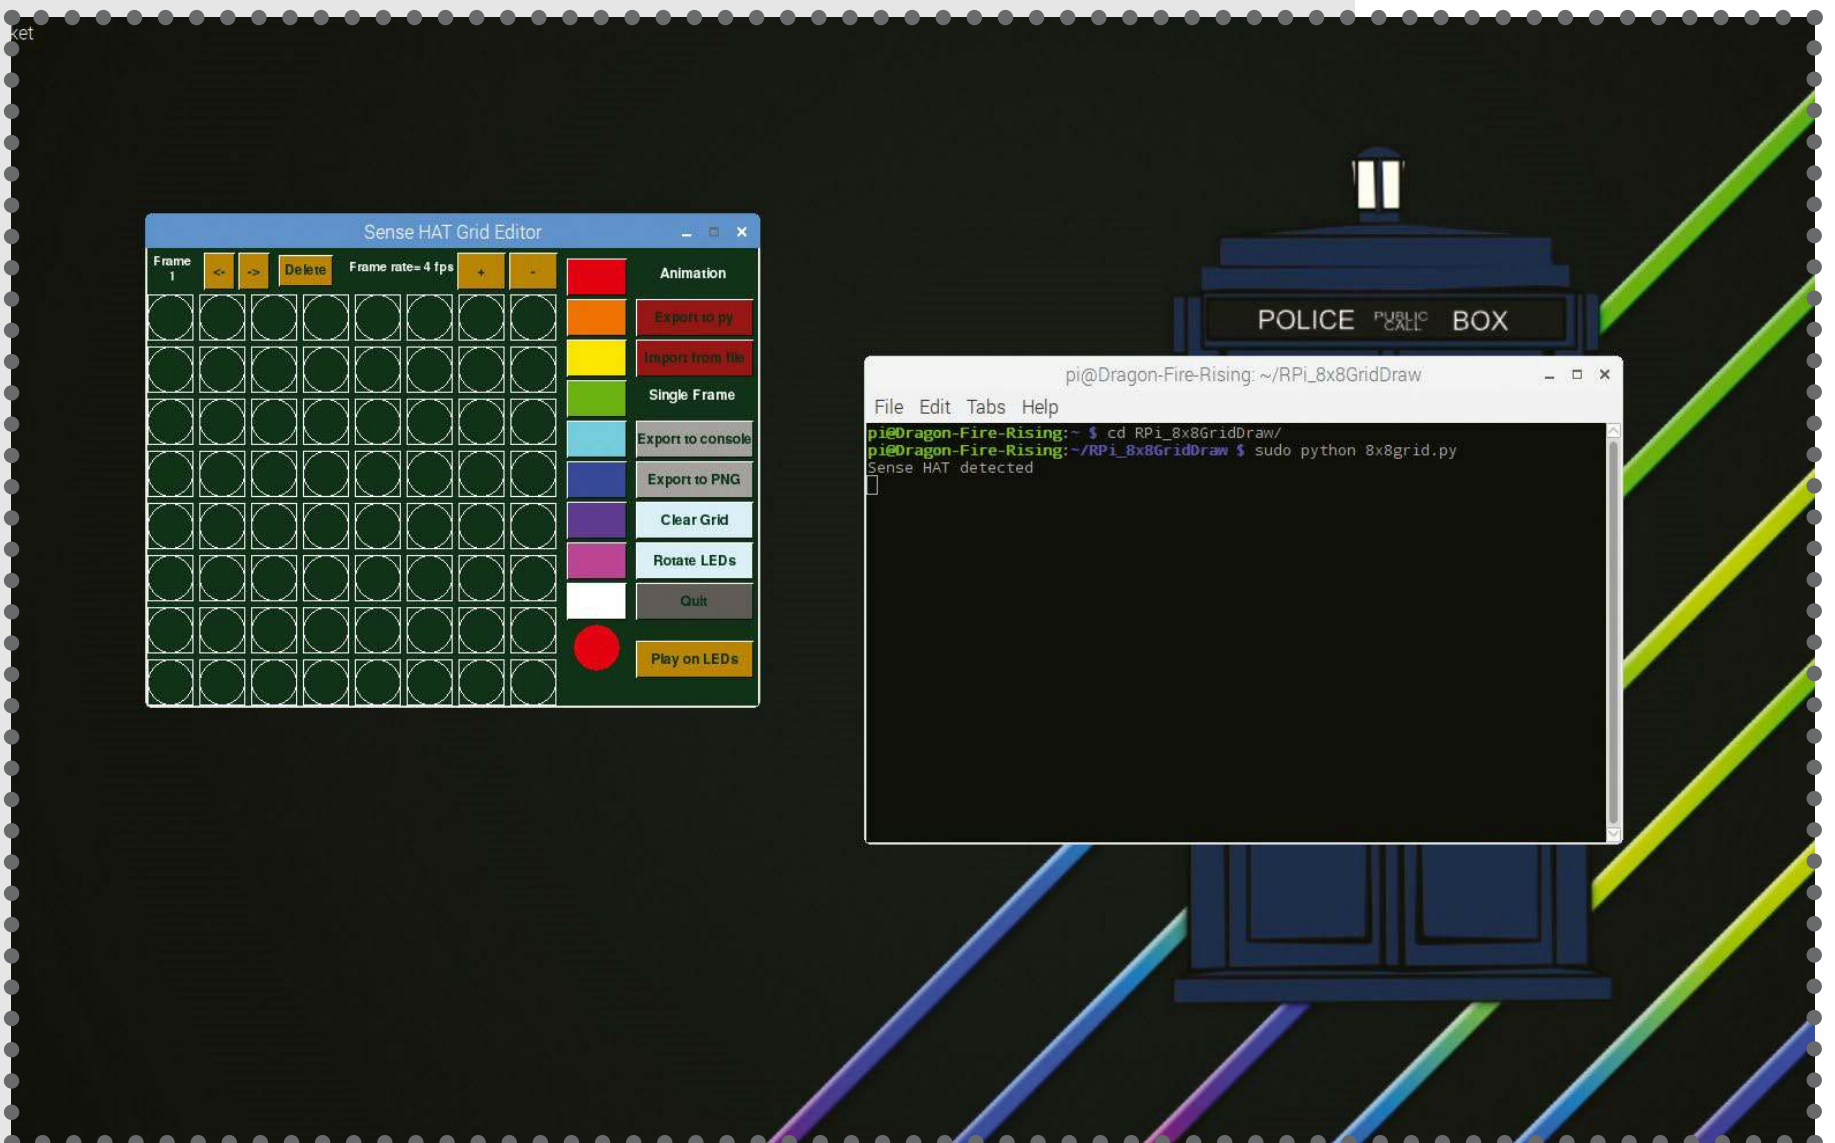 ket
Sense HAT Grid Editor
Frame
1
<-
->
Delete
Frame rate= 4 fps
+
-
Animation
Export to py
Import from file
Single Frame
Export to console
Export to PNG
Clear Grid
Rotate LEDs
Quit
Play on LEDs
POLICE PUBLIC CALL BOX
pi@Dragon-Fire-Rising: ~/RPi_8x8GridDraw
File Edit Tabs Help
pi@Dragon-Fire-Rising:~ $ cd RPi_8x8GridDraw/
pi@Dragon-Fire-Rising:~/RPi_8x8GridDraw $ sudo python 8x8grid.py
Sense HAT detected